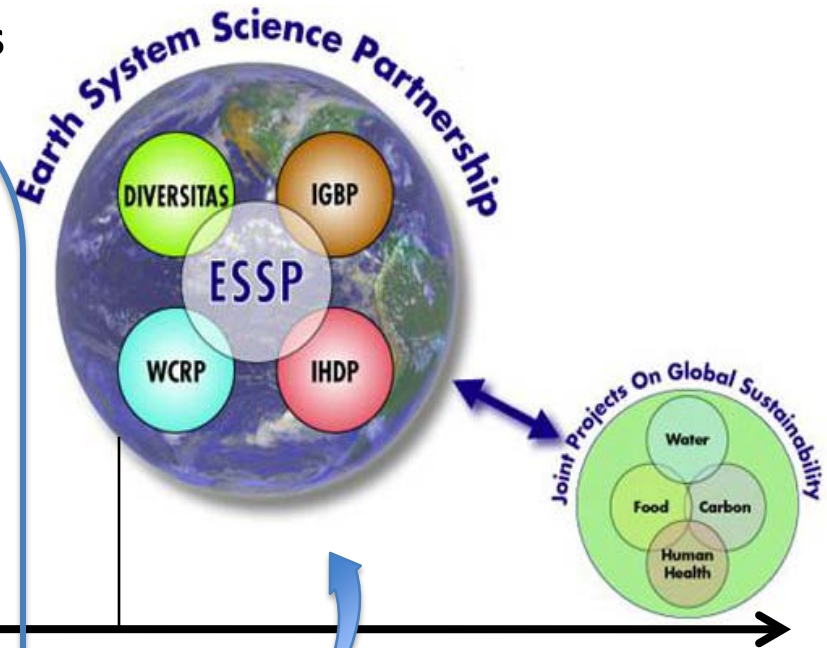 s
Earth System Science Partnership
DIVERSITAS
IGBP
ESSP
WCRP
IHDP
Joint Projects On Global Sustainability
Water
Food
Carbon
Human
Health